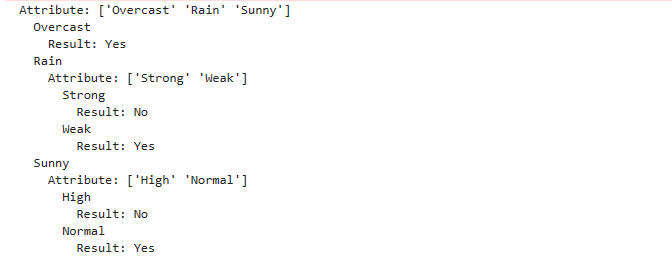 Attribute: ['Overcast' 'Rain' 'Sunny']
Overcast
Result: Yes
Rain
Attribute: ['Strong' 'Weak']
Strong
Result: No
Weak
Result: Yes
Sunny
Attribute: ['High' 'Normal']
High
Result: No
Normal
Result: Yes